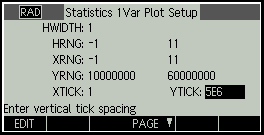 RAD Statistics 1Var Plot Setup
HWIDTH: 1
HRNG: -1 11
XRNG: -1 11
YRNG: 10000000 60000000
XTICK: 1 YTICK: 5E6
Enter vertical tick spacing
EDIT PAGE ▼